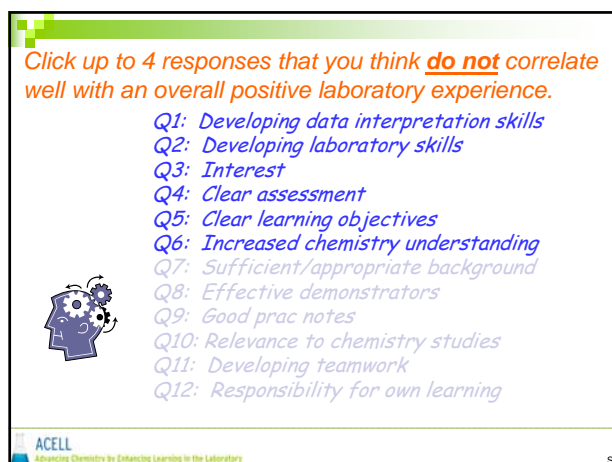 Click up to 4 responses that you think do not correlate
well with an overall positive laboratory experience.
Q1: Developing data interpretation skills
Q2: Developing laboratory skills
Q3: Interest
Q4: Clear assessment
Q5: Clear learning objectives
Q6: Increased chemistry understanding
Q7: Sufficient/appropriate background
Q8: Effective demonstrators
Q9: Good prac notes
Q10: Relevance to chemistry studies
Q11: Developing teamwork
Q12: Responsibility for own learning
ACELL
Advancing Chemistry by Enhancing Learning in the Laboratory